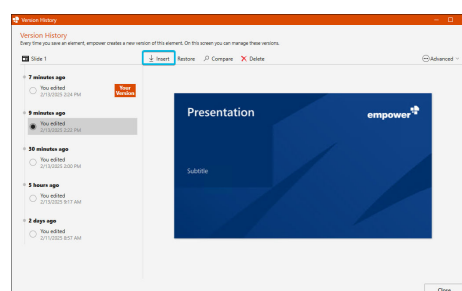 Version History
Version History
Every time you save an element, empower creates a new version of this element. On this screen you can manage these versions.
Slide 1
Insert Restore Compare Delete
Advanced
7 minutes ago
You edited
2/13/2025 2:24 PM
Your
Version
9 minutes ago
You edited
2/13/2025 2:22 PM
30 minutes ago
You edited
2/13/2025 2:00 PM
5 hours ago
You edited
2/13/2025 9:17 AM
2 days ago
You edited
2/11/2025 8:57 AM
Presentation
empower
Subtitle
Close